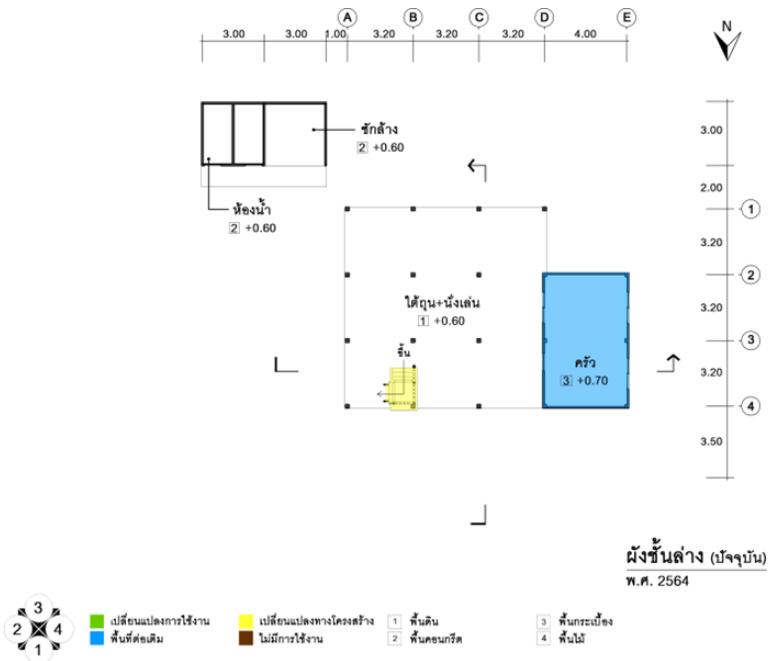 A B C D E
3.00 3.00 1.00 3.20 3.20 3.20 4.00
N
ซักล้าง
2 +0.60
ห้องน้ำ
2 +0.60
3.00
2.00
1
3.20
2
3.20
3
3.20
4
3.50
ใต้ถุน+นั่งเล่น
1 +0.60
ขึ้น
ครัว
3 +0.70
ผังชั้นล่าง (ปัจจุบัน)
พ.ศ. 2564
3
2 4
1
เปลี่ยนแปลงการใช้งาน เปลี่ยนแปลงทางโครงสร้าง 1 พื้นดิน 3 พื้นกระเบื้อง
พื้นที่ต่อเติม ไม่มีการใช้งาน 2 พื้นคอนกรีต 4 พื้นไม้